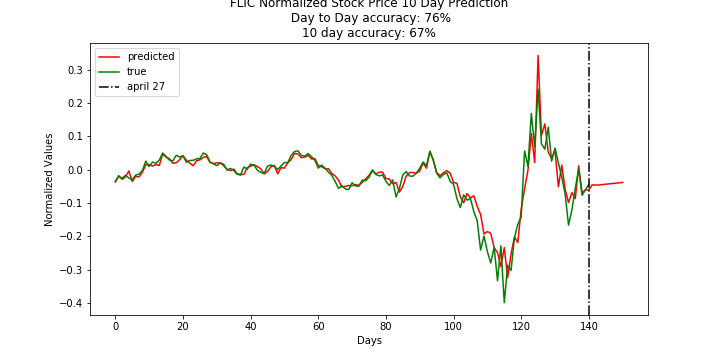 FLIC Normalized Stock Price 10 Day Prediction
Day to Day accuracy: 76%
10 day accuracy: 67%
predicted
true
april 27
Normalized Values
0.3
0.2
0.1
0.0
−0.1
−0.2
−0.3
−0.4
0 20 40 60 80 100 120 140
Days